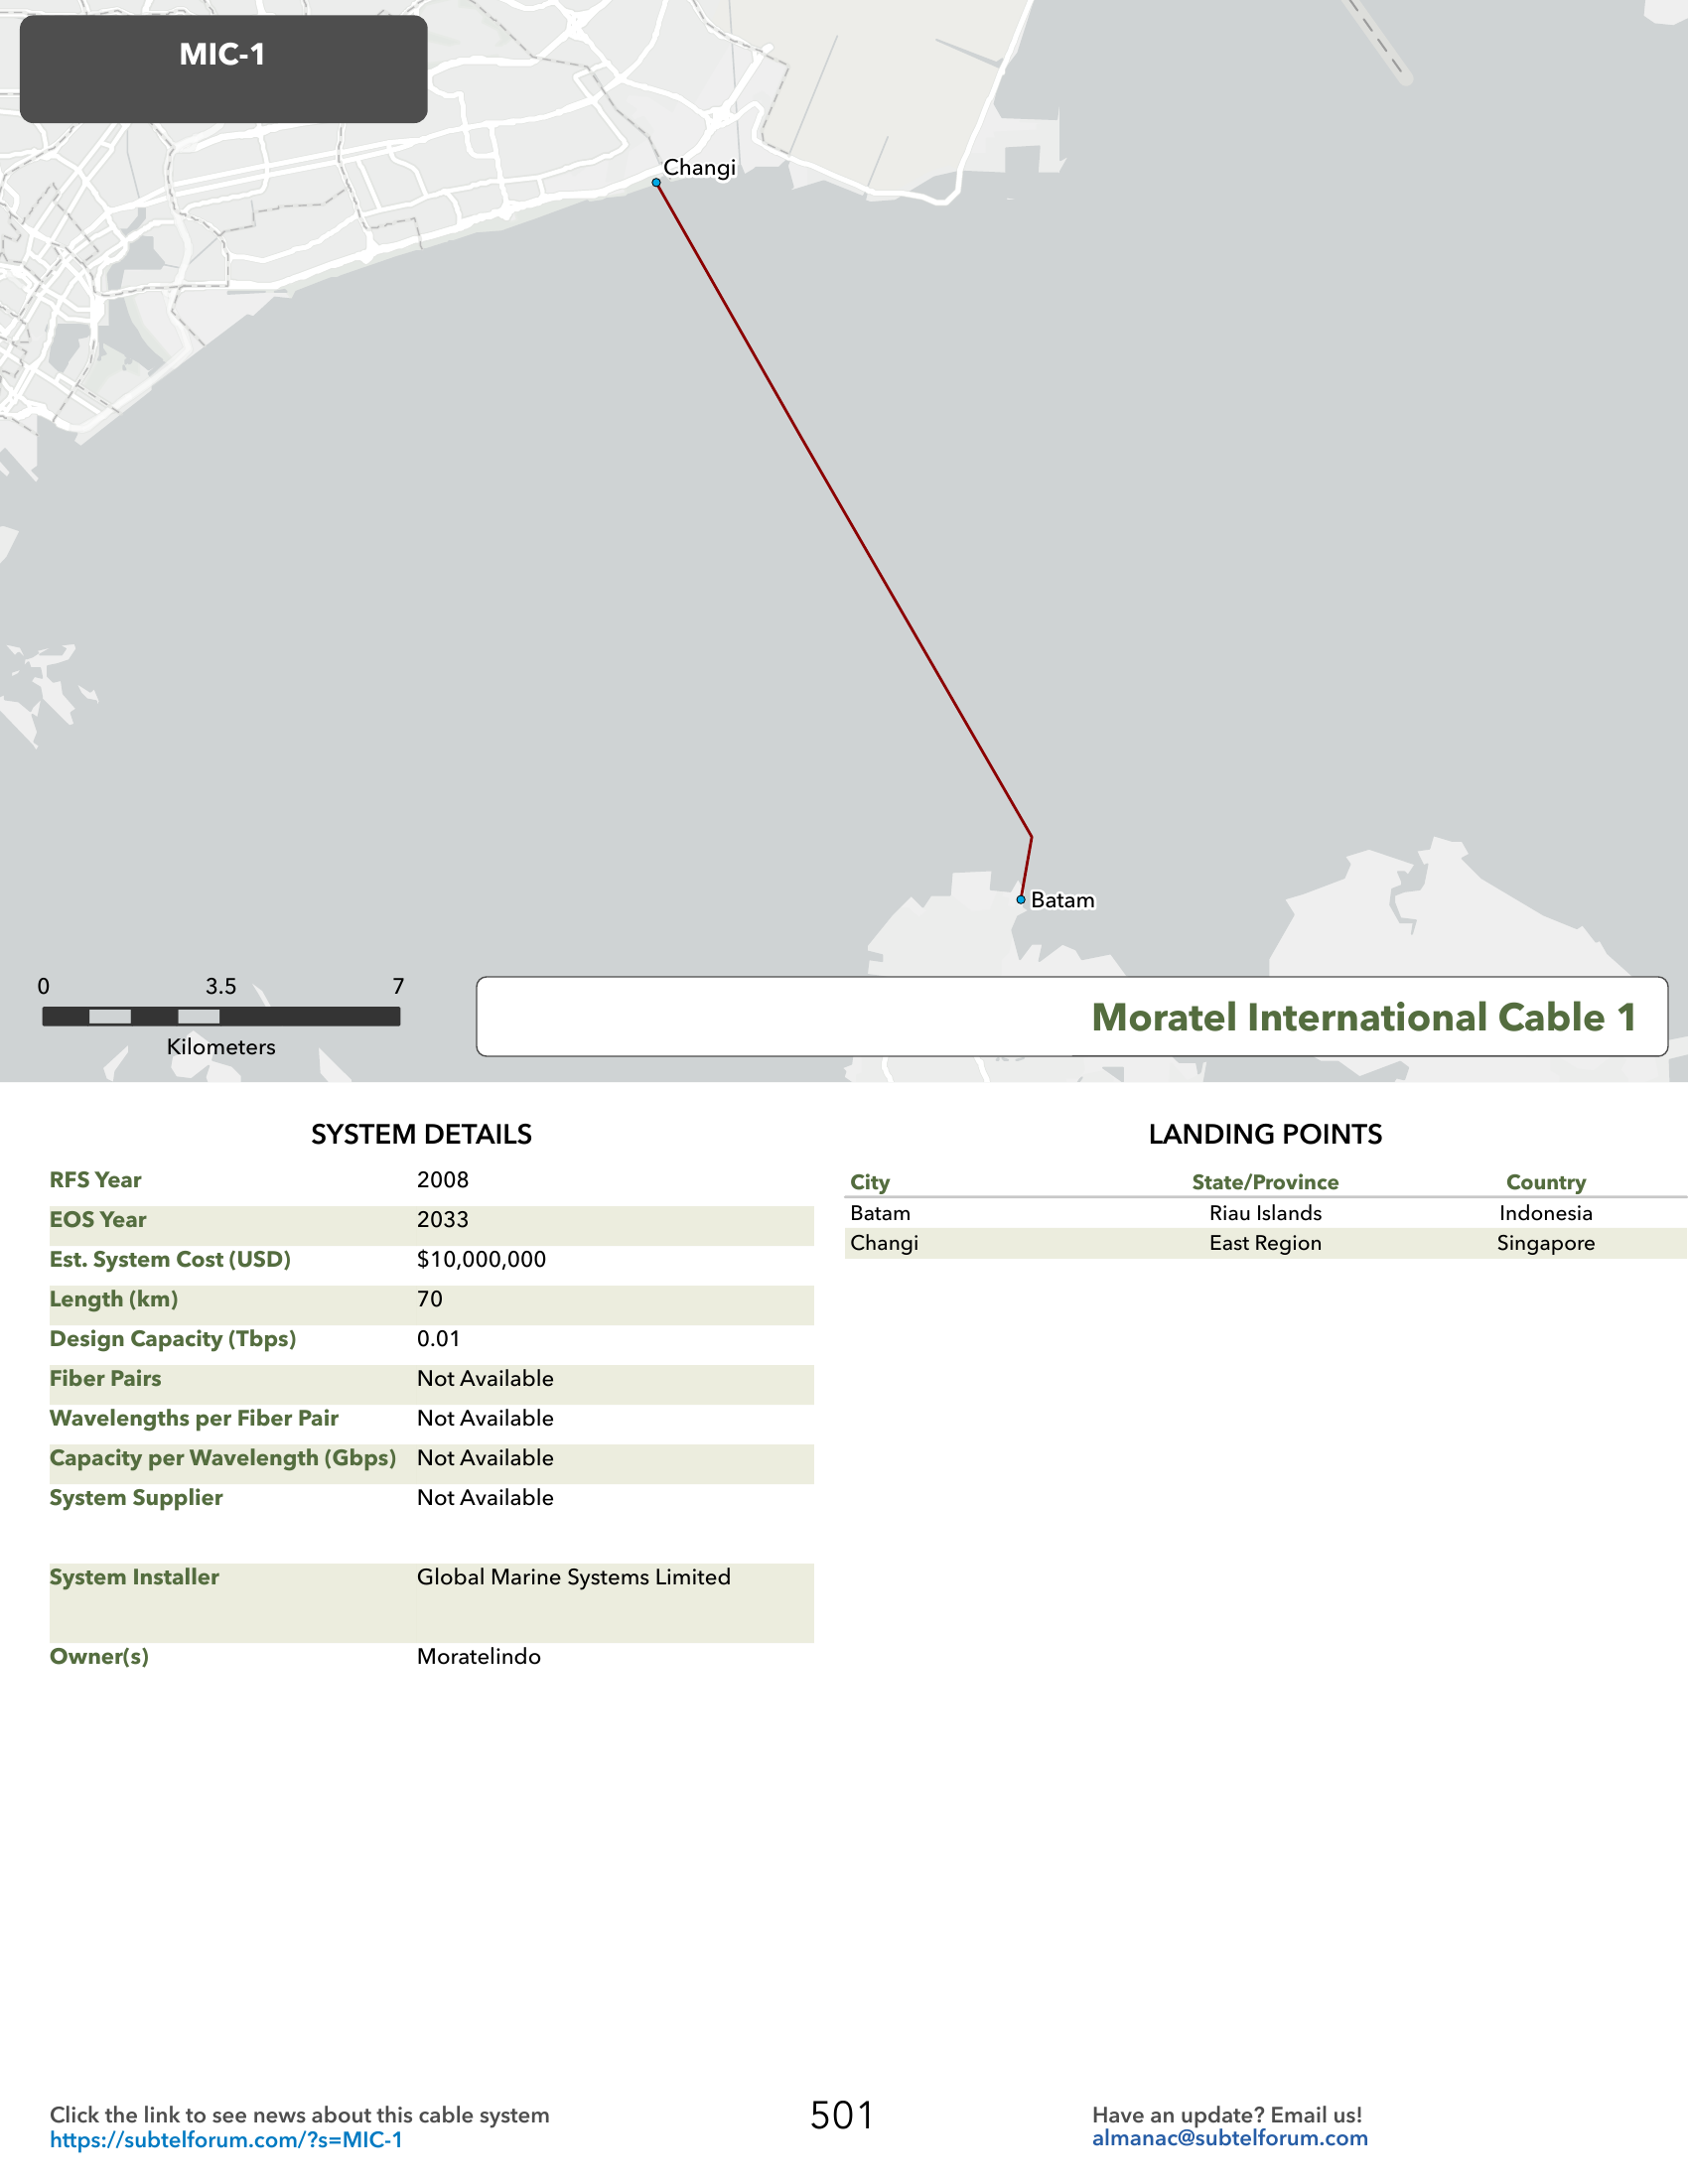 MIC-1
Changi
Batam
0 3.5 7
Kilometers
Moratel International Cable 1
SYSTEM DETAILS
RFS Year 2008
EOS Year 2033
Est. System Cost (USD) $10,000,000
Length (km) 70
Design Capacity (Tbps) 0.01
Fiber Pairs Not Available
Wavelengths per Fiber Pair Not Available
Capacity per Wavelength (Gbps) Not Available
System Supplier Not Available
System Installer Global Marine Systems Limited
Owner(s) Moratelindo
LANDING POINTS
City State/Province Country
Batam Riau Islands Indonesia
Changi East Region Singapore
Click the link to see news about this cable system
https://subtelforum.com/?s=MIC-1
501
Have an update? Email us!
almanac@subtelforum.com